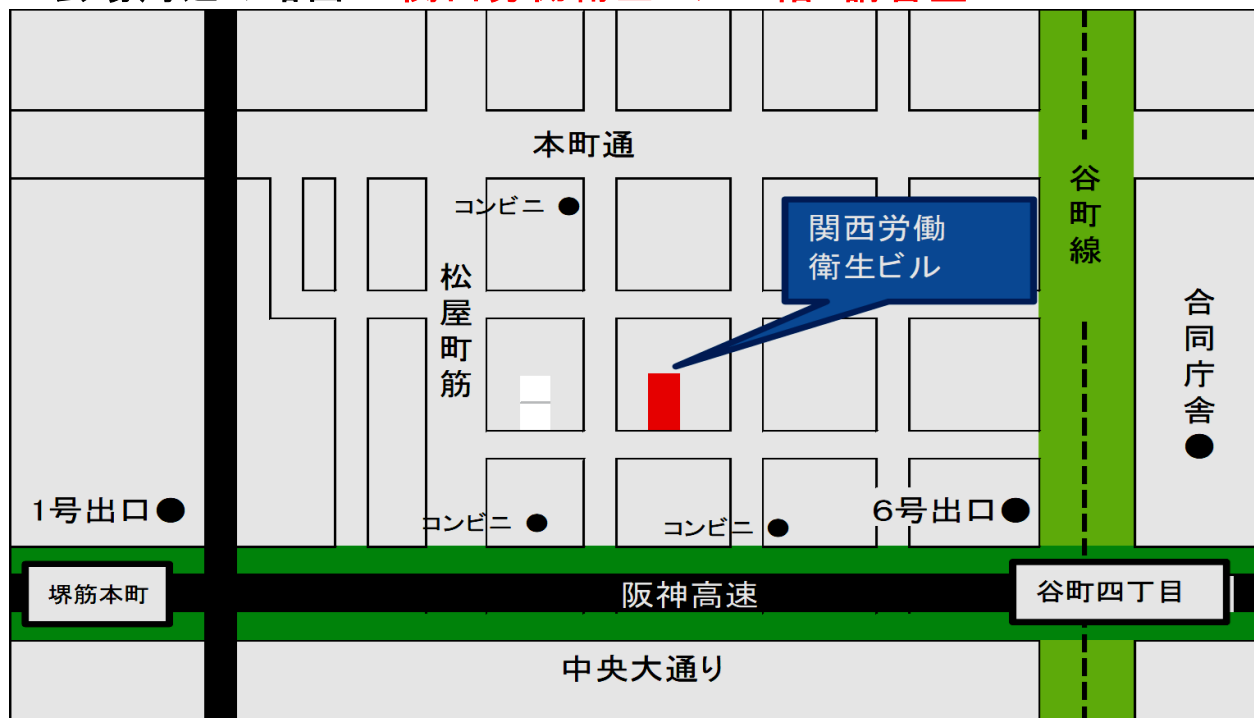 本町通
コンビニ
谷町線
関西労働
衛生ビル
松屋町筋
合同庁舎
1号出口
コンビニ
コンビニ
6号出口
堺筋本町
阪神高速
谷町四丁目
中央大通り